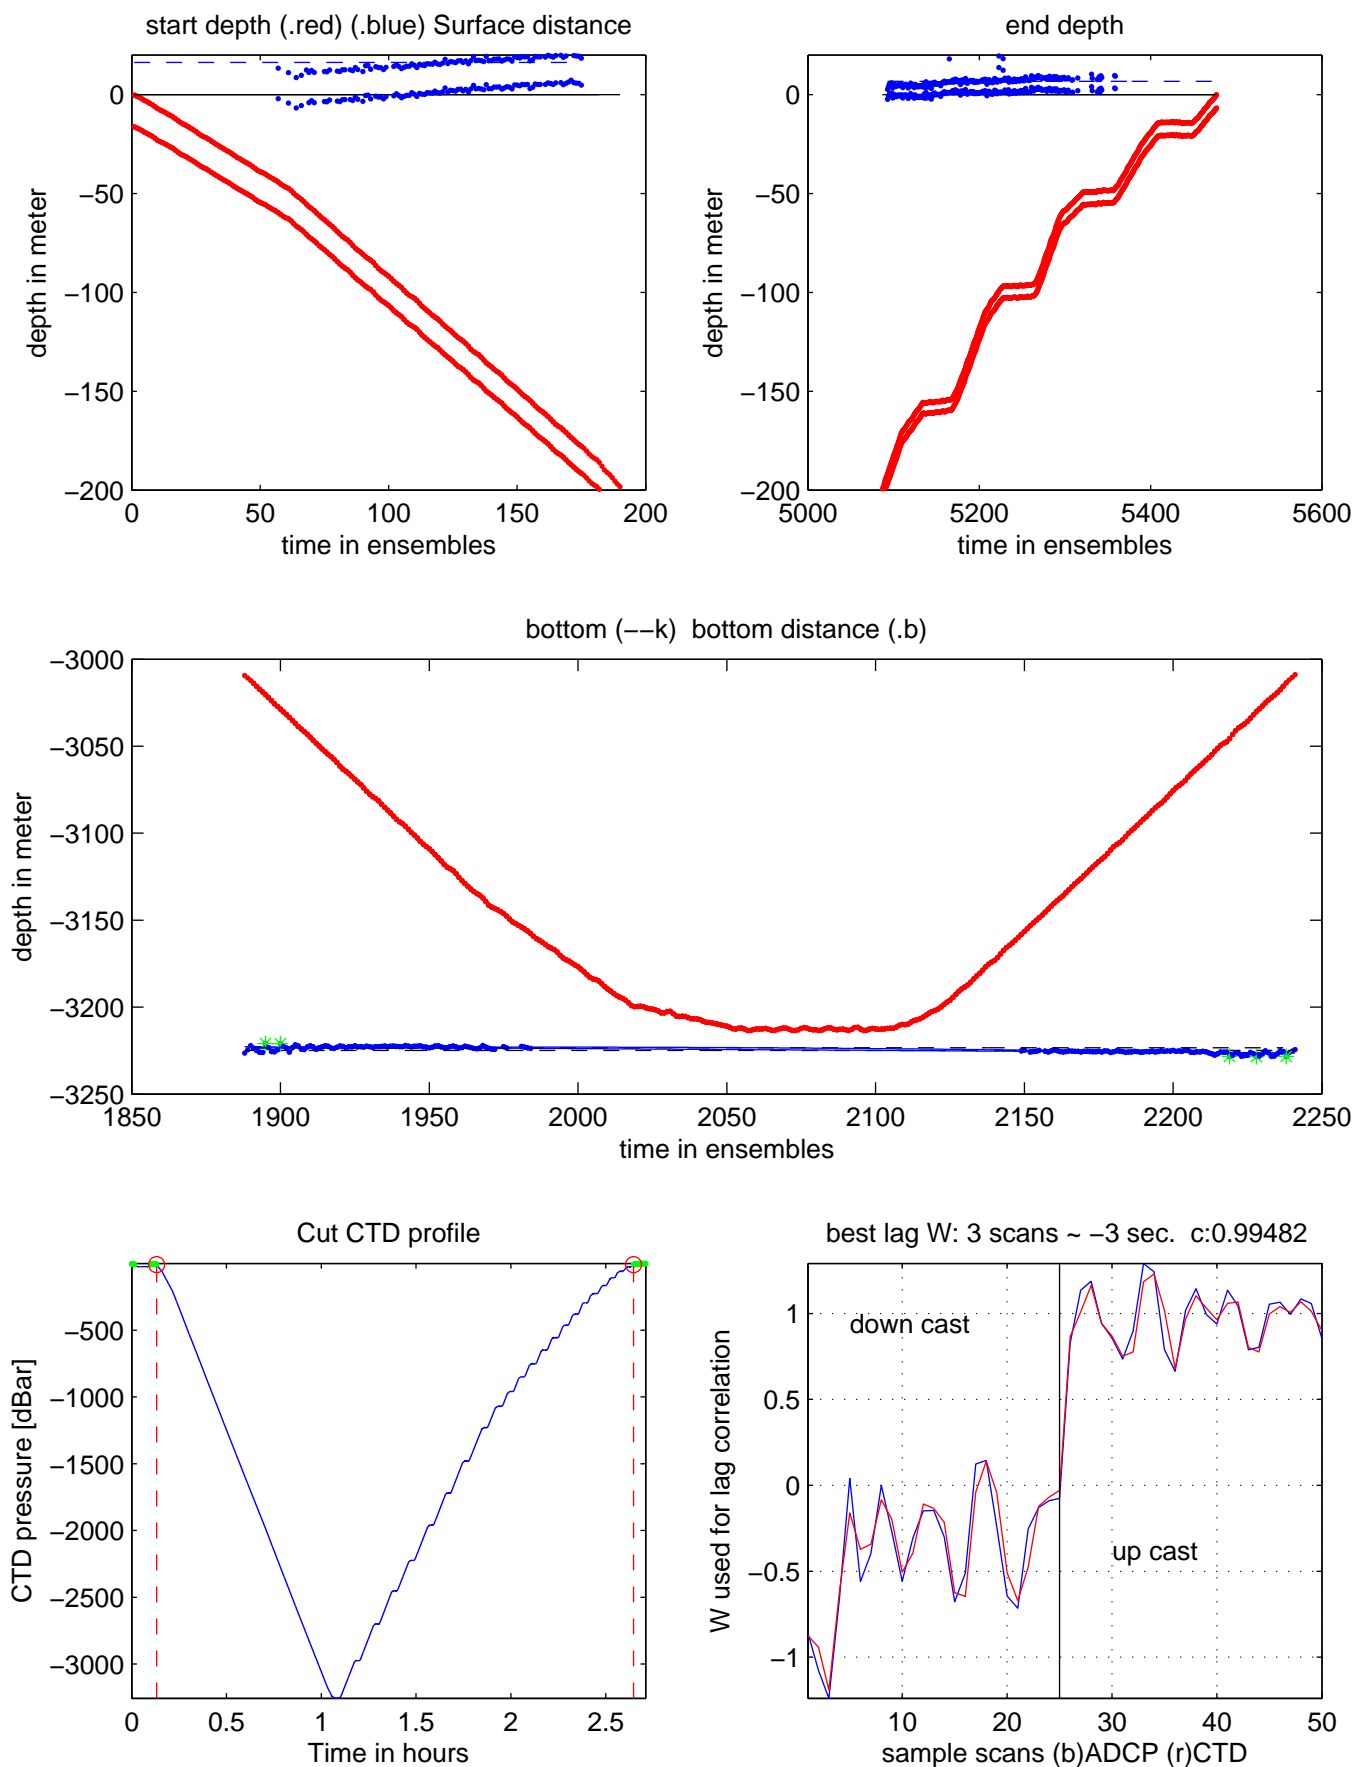 start depth (.red) (.blue) Surface distance
0
−50
−100
−150
−200
depth in meter
0 50 100 150 200
time in ensembles
end depth
0
−50
−100
−150
−200
depth in meter
5000 5200 5400 5600
time in ensembles
bottom (−−k)  bottom distance (.b)
−3000
−3050
−3100
−3150
−3200
−3250
depth in meter
1850 1900 1950 2000 2050 2100 2150 2200 2250
time in ensembles
Cut CTD profile
−500
−1000
−1500
−2000
−2500
−3000
CTD pressure [dBar]
0 0.5 1 1.5 2 2.5
Time in hours
best lag W: 3 scans ~ −3 sec.  c:0.99482
1
0.5
0
−0.5
−1
W used for lag correlation
down cast
up cast
10 20 30 40 50
sample scans (b)ADCP (r)CTD